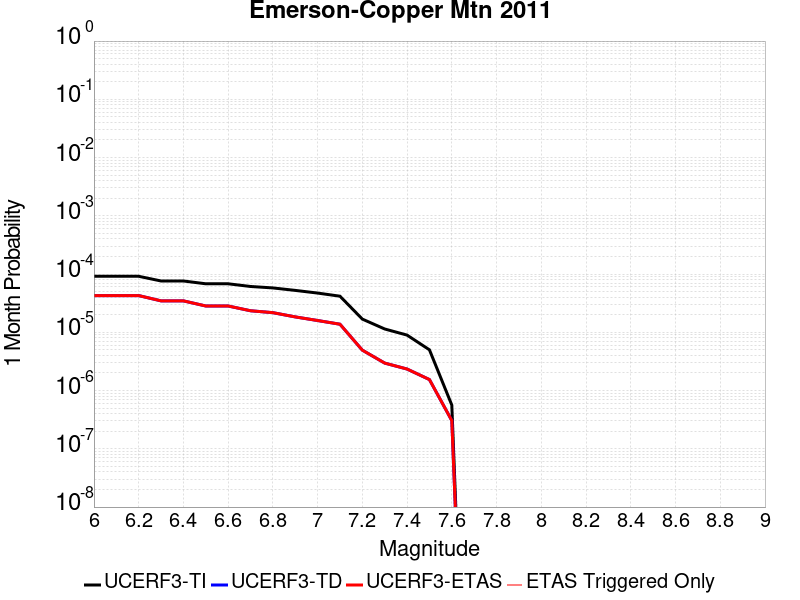 Emerson-Copper Mtn 2011
1 Month Probability
10^0
10^-1
10^-2
10^-3
10^-4
10^-5
10^-6
10^-7
10^-8
6 6.2 6.4 6.6 6.8 7 7.2 7.4 7.6 7.8 8 8.2 8.4 8.6 8.8 9
Magnitude
UCERF3-TI UCERF3-TD UCERF3-ETAS ETAS Triggered Only